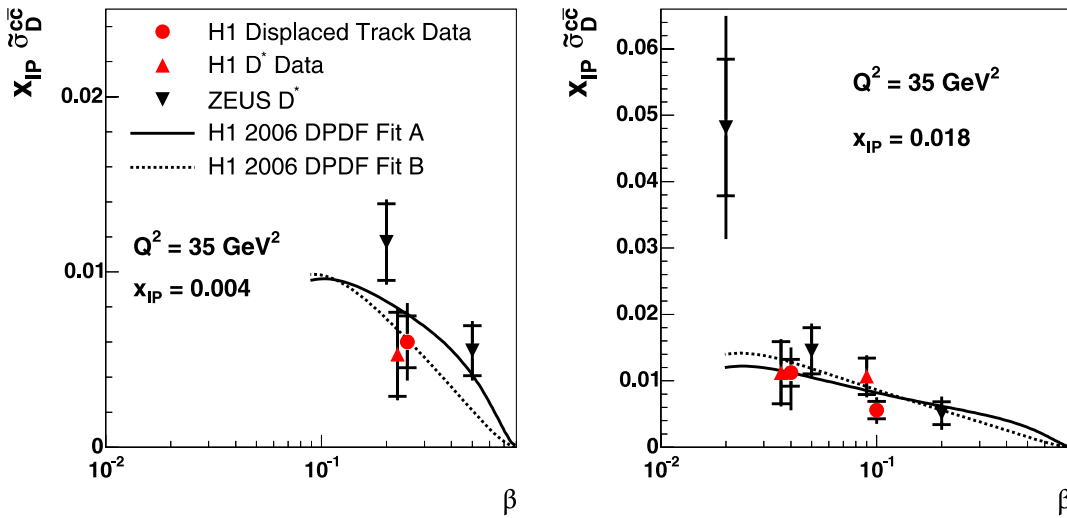 x_IP σ̃_D^cc̄
0.02
0.01
0
10^-2
10^-1
β
H1 Displaced Track Data
H1 D* Data
ZEUS D*
H1 2006 DPDF Fit A
H1 2006 DPDF Fit B
Q² = 35 GeV²
x_IP = 0.004
x_IP σ̃_D^cc̄
0.06
0.05
0.04
0.03
0.02
0.01
0
10^-2
10^-1
β
Q² = 35 GeV²
x_IP = 0.018